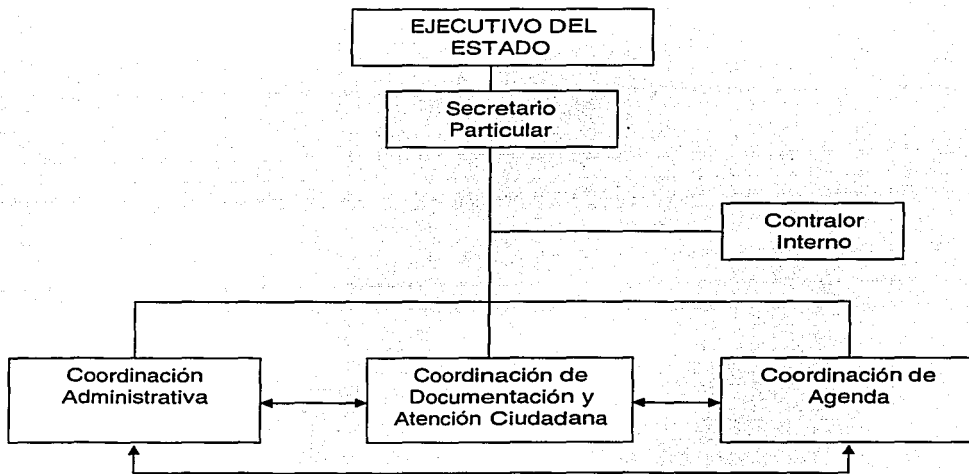 EJECUTIVO DEL
ESTADO
Secretario
Particular
Contralor
Interno
Coordinación
Administrativa
Coordinación de
Documentación y
Atención Ciudadana
Coordinación de
Agenda